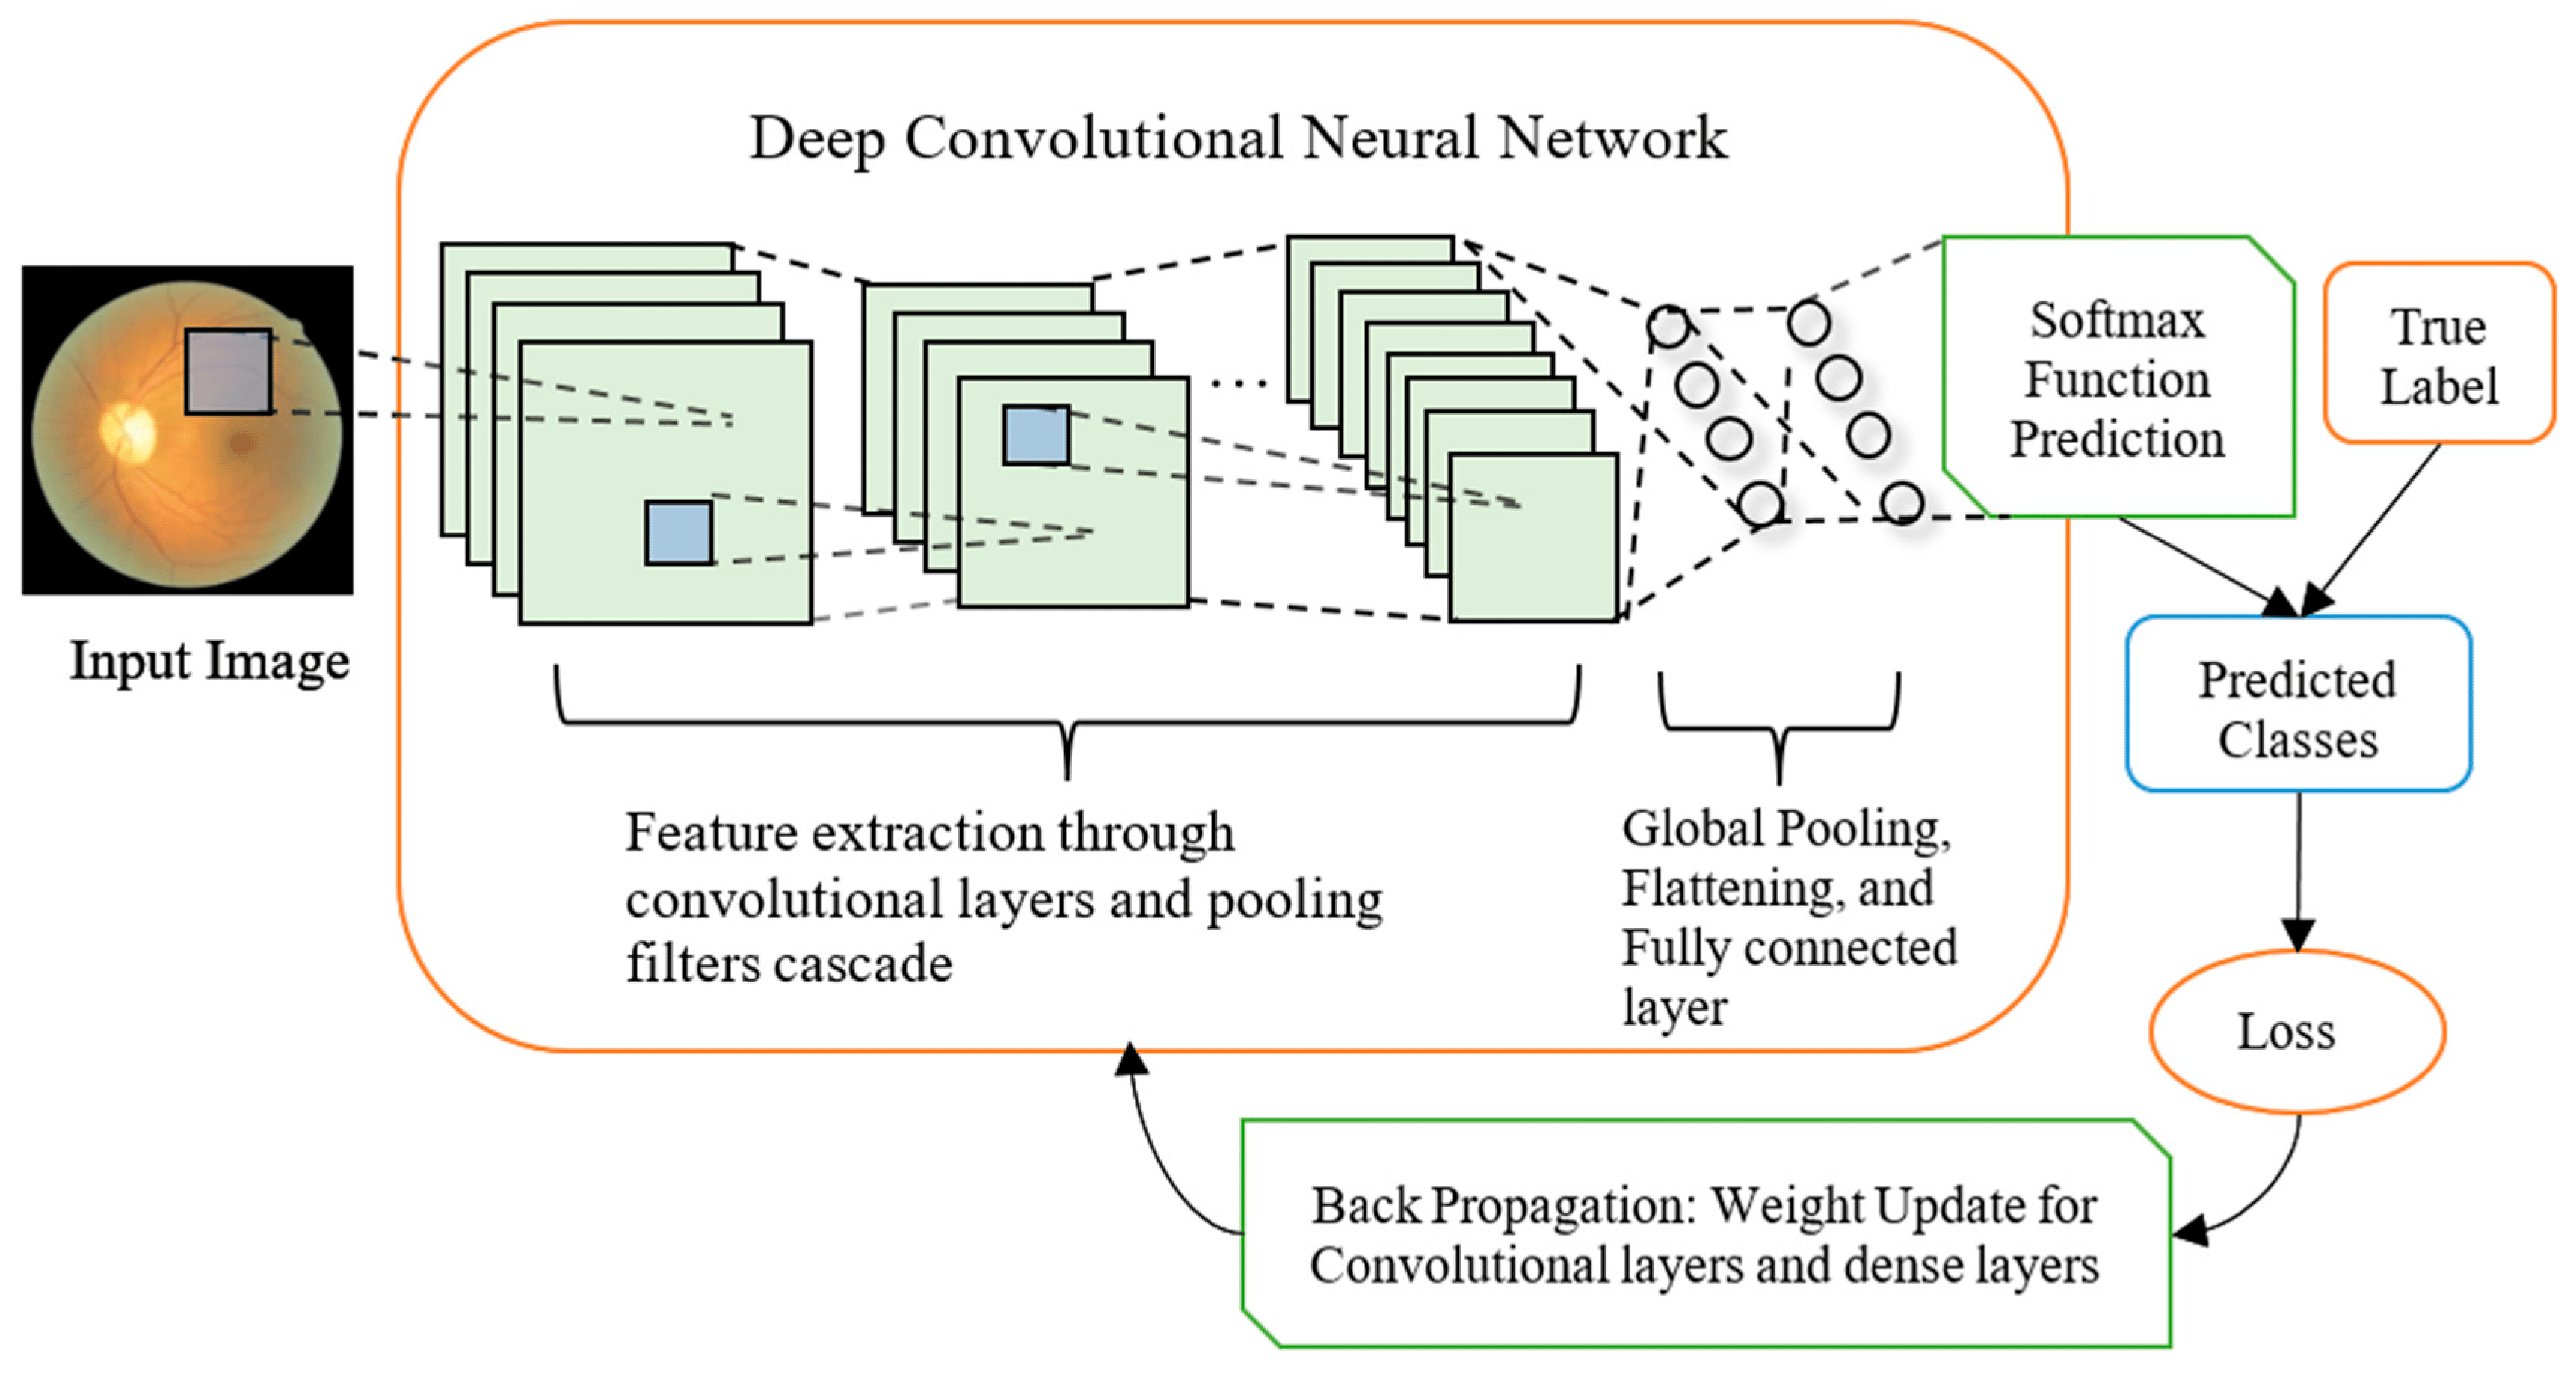 Deep Convolutional Neural Network
Input Image
...
Softmax
Function
Prediction
True
Label
Predicted
Classes
Feature extraction through
convolutional layers and pooling
filters cascade
Global Pooling,
Flattening, and
Fully connected
layer
Loss
Back Propagation: Weight Update for
Convolutional layers and dense layers